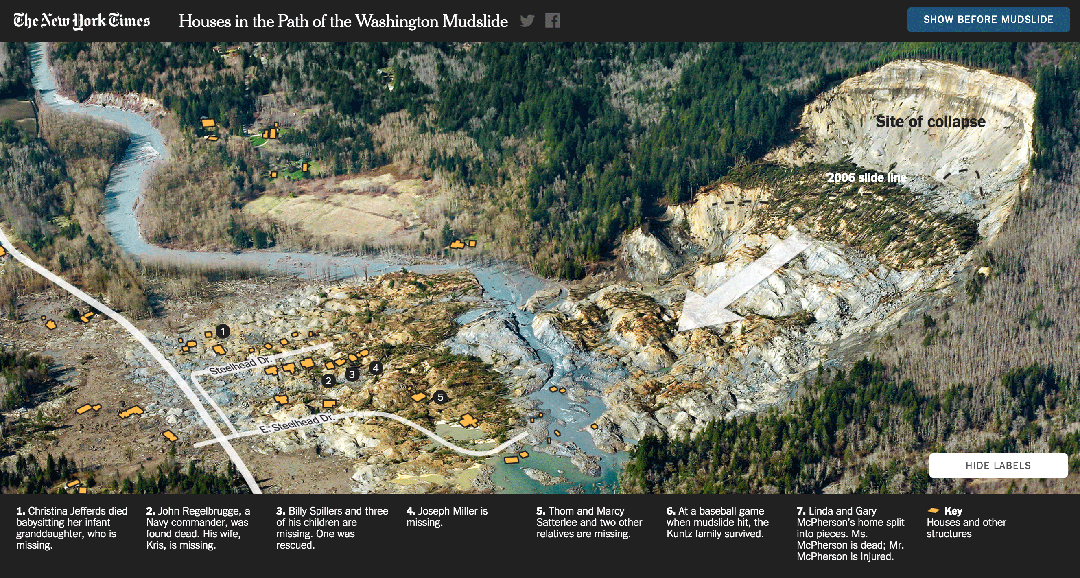 The New York Times
Houses in the Path of the Washington Mudslide
SHOW BEFORE MUDSLIDE
Site of collapse
2006 slide line
1
Steelhead Dr.
2
3
4
5
E. Steelhead Dr.
HIDE LABELS
1. Christina Jefferds died
babysitting her infant
granddaughter, who is
missing.
2. John Regelbrugge, a
Navy commander, was
found dead. His wife,
Kris, is missing.
3. Billy Spillers and three
of his children are
missing. One was
rescued.
4. Joseph Miller is
missing.
5. Thom and Marcy
Satterlee and two other
relatives are missing.
6. At a baseball game
when mudslide hit, the
Kuntz family survived.
7. Linda and Gary
McPherson's home split
into pieces. Ms.
McPherson is dead; Mr.
McPherson is injured.
Key
Houses and other
structures